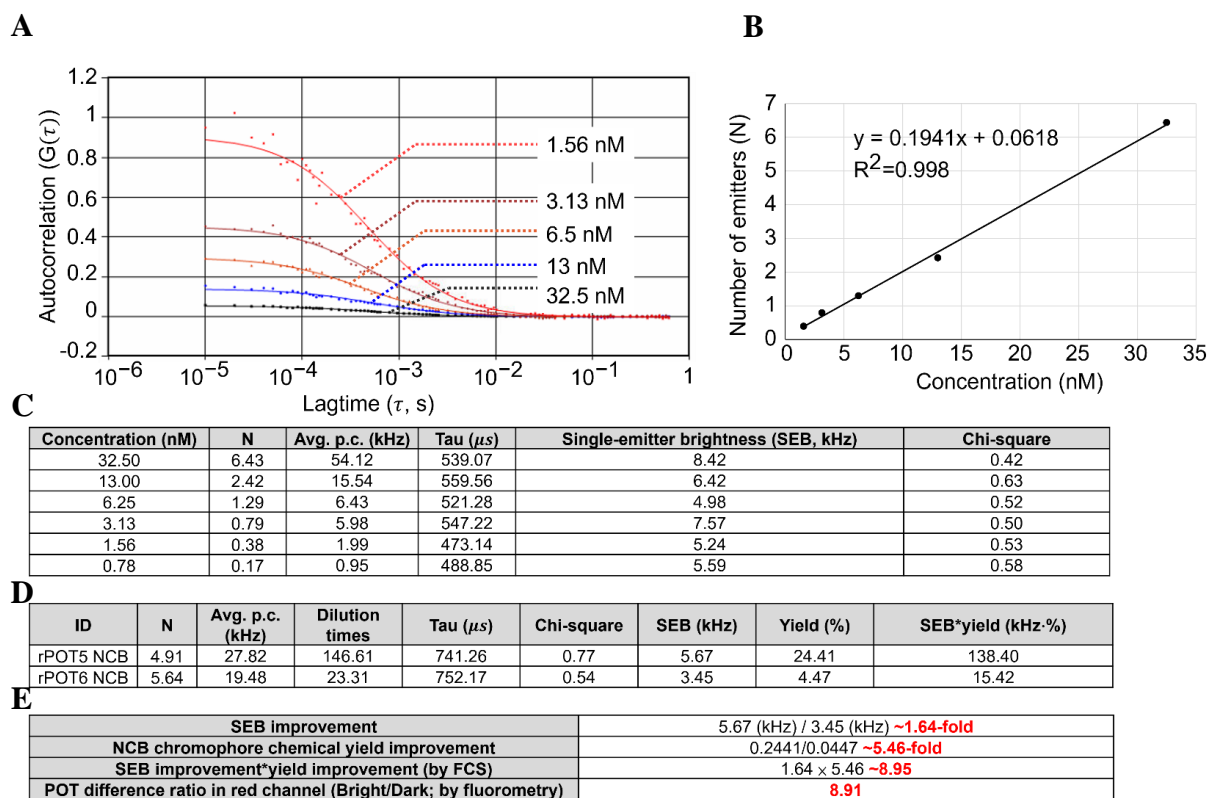 A
Autocorrelation (G(τ))
1.2
1
0.8
0.6
0.4
0.2
0
-0.2
1.56 nM
3.13 nM
6.5 nM
13 nM
32.5 nM
10⁻⁶ 10⁻⁵ 10⁻⁴ 10⁻³ 10⁻² 10⁻¹ 1
Lagtime (τ, s)
B
Number of emitters (N)
7
6
5
4
3
2
1
0
y = 0.1941x + 0.0618
R²=0.998
0 5 10 15 20 25 30 35
Concentration (nM)
C
Concentration (nM) N Avg. p.c. (kHz) Tau (μs) Single-emitter brightness (SEB, kHz) Chi-square
32.50 6.43 54.12 539.07 8.42 0.42
13.00 2.42 15.54 559.56 6.42 0.63
6.25 1.29 6.43 521.28 4.98 0.52
3.13 0.79 5.98 547.22 7.57 0.50
1.56 0.38 1.99 473.14 5.24 0.53
0.78 0.17 0.95 488.85 5.59 0.58
D
ID N Avg. p.c. (kHz) Dilution times Tau (μs) Chi-square SEB (kHz) Yield (%) SEB*yield (kHz·%)
rPOT5 NCB 4.91 27.82 146.61 741.26 0.77 5.67 24.41 138.40
rPOT6 NCB 5.64 19.48 23.31 752.17 0.54 3.45 4.47 15.42
E
SEB improvement 5.67 (kHz) / 3.45 (kHz) ~1.64-fold
NCB chromophore chemical yield improvement 0.2441/0.0447 ~5.46-fold
SEB improvement*yield improvement (by FCS) 1.64 × 5.46 ~8.95
POT difference ratio in red channel (Bright/Dark; by fluorometry) 8.91